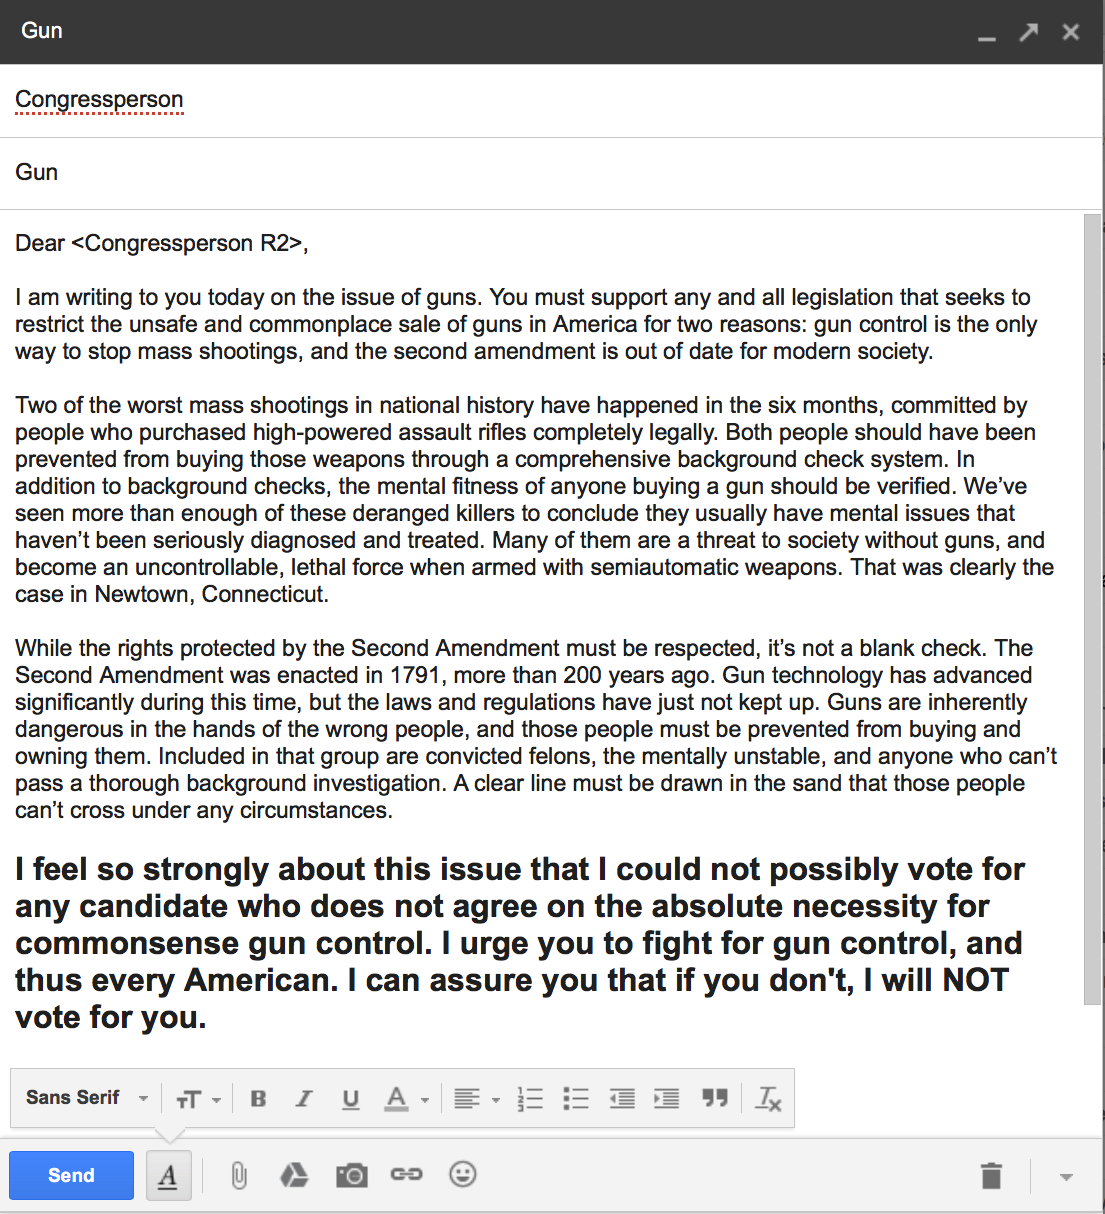 Gun
Congressperson
Gun
Dear <Congressperson R2>,
I am writing to you today on the issue of guns. You must support any and all legislation that seeks to
restrict the unsafe and commonplace sale of guns in America for two reasons: gun control is the only
way to stop mass shootings, and the second amendment is out of date for modern society.
Two of the worst mass shootings in national history have happened in the six months, committed by
people who purchased high-powered assault rifles completely legally. Both people should have been
prevented from buying those weapons through a comprehensive background check system. In
addition to background checks, the mental fitness of anyone buying a gun should be verified. We’ve
seen more than enough of these deranged killers to conclude they usually have mental issues that
haven’t been seriously diagnosed and treated. Many of them are a threat to society without guns, and
become an uncontrollable, lethal force when armed with semiautomatic weapons. That was clearly the
case in Newtown, Connecticut.
While the rights protected by the Second Amendment must be respected, it’s not a blank check. The
Second Amendment was enacted in 1791, more than 200 years ago. Gun technology has advanced
significantly during this time, but the laws and regulations have just not kept up. Guns are inherently
dangerous in the hands of the wrong people, and those people must be prevented from buying and
owning them. Included in that group are convicted felons, the mentally unstable, and anyone who can’t
pass a thorough background investigation. A clear line must be drawn in the sand that those people
can’t cross under any circumstances.
I feel so strongly about this issue that I could not possibly vote for
any candidate who does not agree on the absolute necessity for
commonsense gun control. I urge you to fight for gun control, and
thus every American. I can assure you that if you don't, I will NOT
vote for you.
Sans Serif TT B I U A
Send A